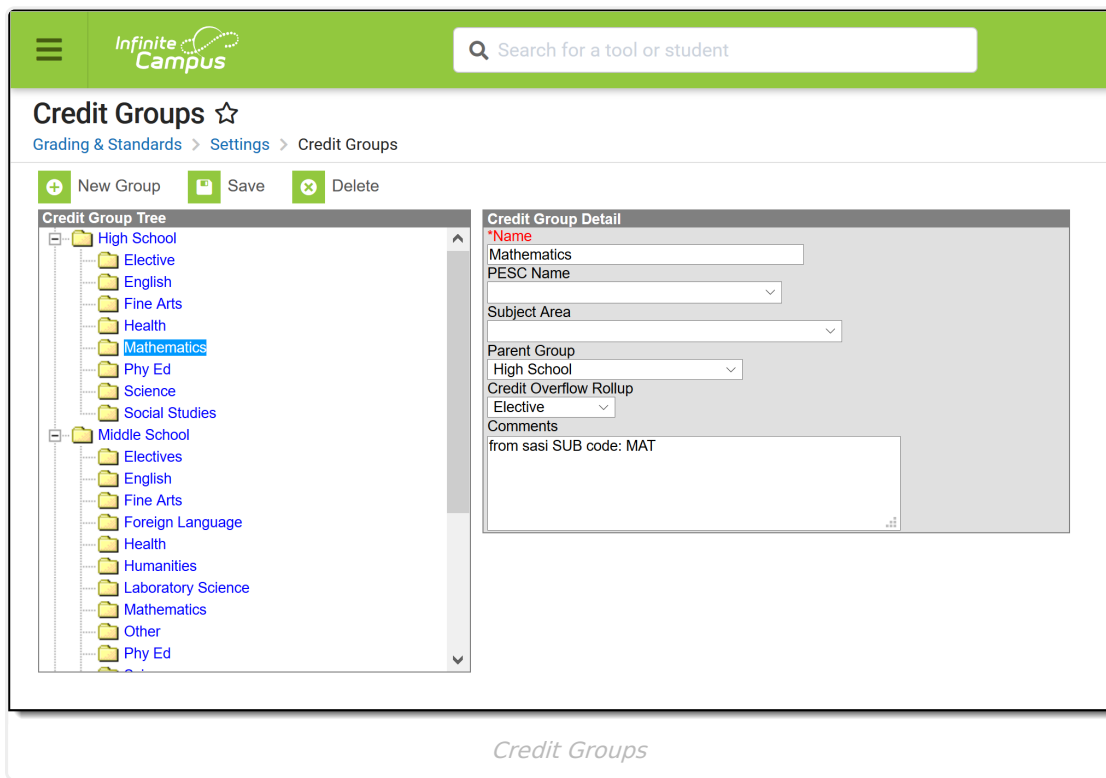 Infinite
Campus
Search for a tool or student
Credit Groups
Grading & Standards > Settings > Credit Groups
New Group Save Delete
Credit Group Tree
High School
Elective
English
Fine Arts
Health
Mathematics
Phy Ed
Science
Social Studies
Middle School
Electives
English
Fine Arts
Foreign Language
Health
Humanities
Laboratory Science
Mathematics
Other
Phy Ed
Credit Group Detail
*Name
Mathematics
PESC Name
Subject Area
Parent Group
High School
Credit Overflow Rollup
Elective
Comments
from sasi SUB code: MAT
Credit Groups